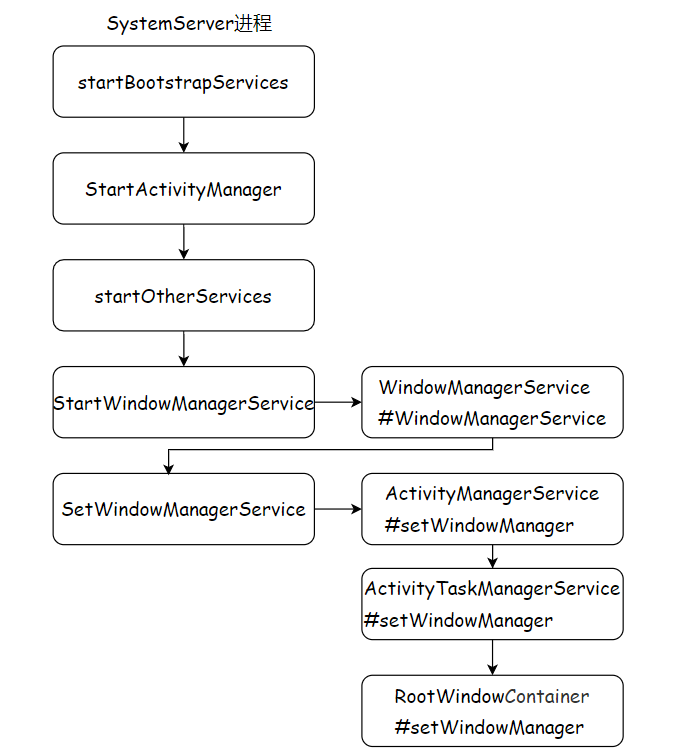 SystemServer进程
startBootstrapServices
StartActivityManager
startOtherServices
StartWindowManagerService
WindowManagerService
#WindowManagerService
SetWindowManagerService
ActivityManagerService
#setWindowManager
ActivityTaskManagerService
#setWindowManager
RootWindowContainer
#setWindowManager